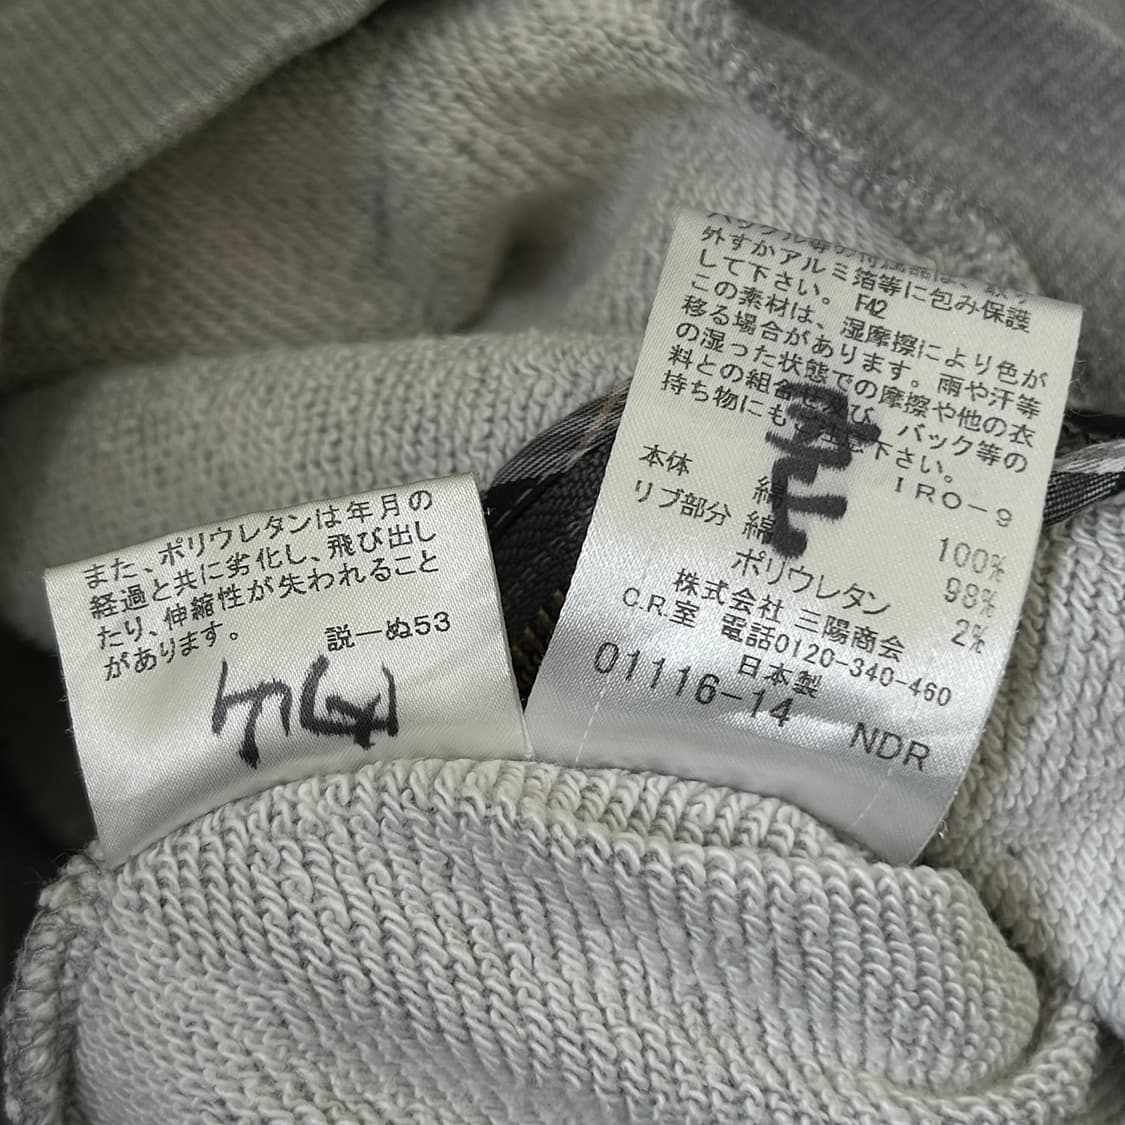 また、ポリウレタンは年月の
経過と共に劣化し、飛び出し
たり、伸縮性が失われること
があります。
説－ぬ53
外すかアルミ箔等に包み保護
して下さい。 F42
この素材は、湿摩擦により色が
移る場合があります。雨や汗等
の湿った状態での摩擦や他の衣
料との組合せ及び、バック等の
持ち物にも 下さい。
IRO－9
本体 綿 100%
リブ部分 綿 98%
ポリウレタン 2%
株式会社 三陽商会
C.R.室 電話0120-340-460
日本製
01116-14
NDR